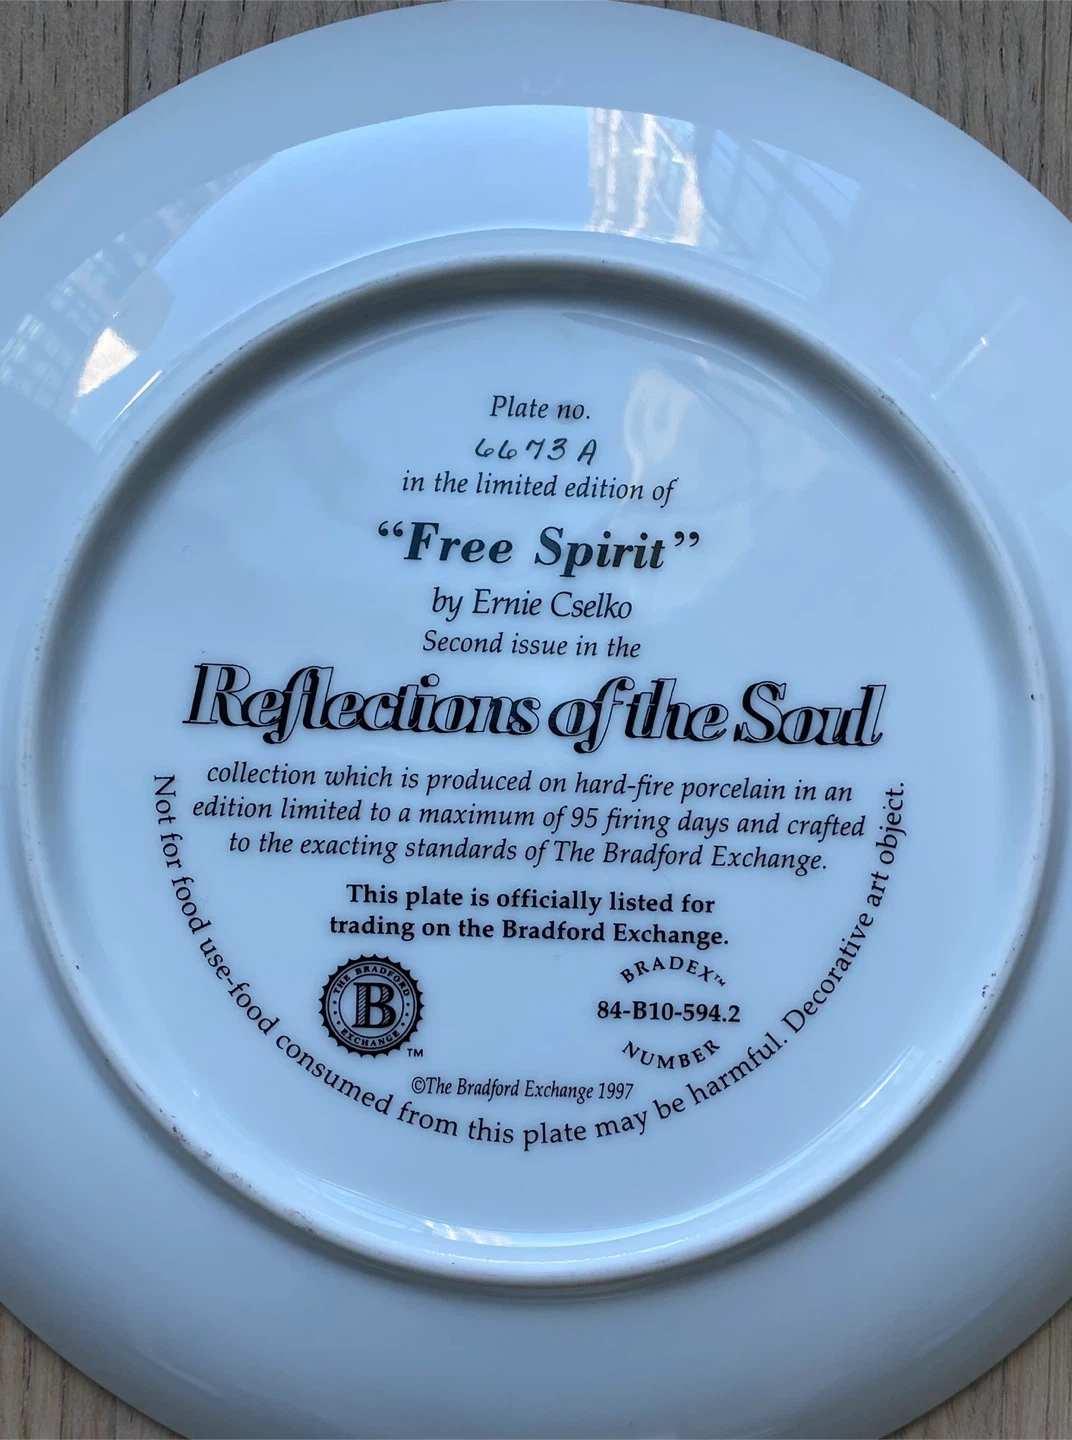 Plate no.
6673A
in the limited edition of
“Free Spirit”
by Ernie Cselko
Second issue in the
Reflections of the Soul
collection which is produced on hard-fire porcelain in an
edition limited to a maximum of 95 firing days and crafted
to the exacting standards of The Bradford Exchange.
This plate is officially listed for
trading on the Bradford Exchange.
THE BRADFORD
B
EXCHANGE
TM
BRADEX™
84-B10-594.2
NUMBER
©The Bradford Exchange 1997
Not for food use-food consumed from this plate may be harmful. Decorative art object.